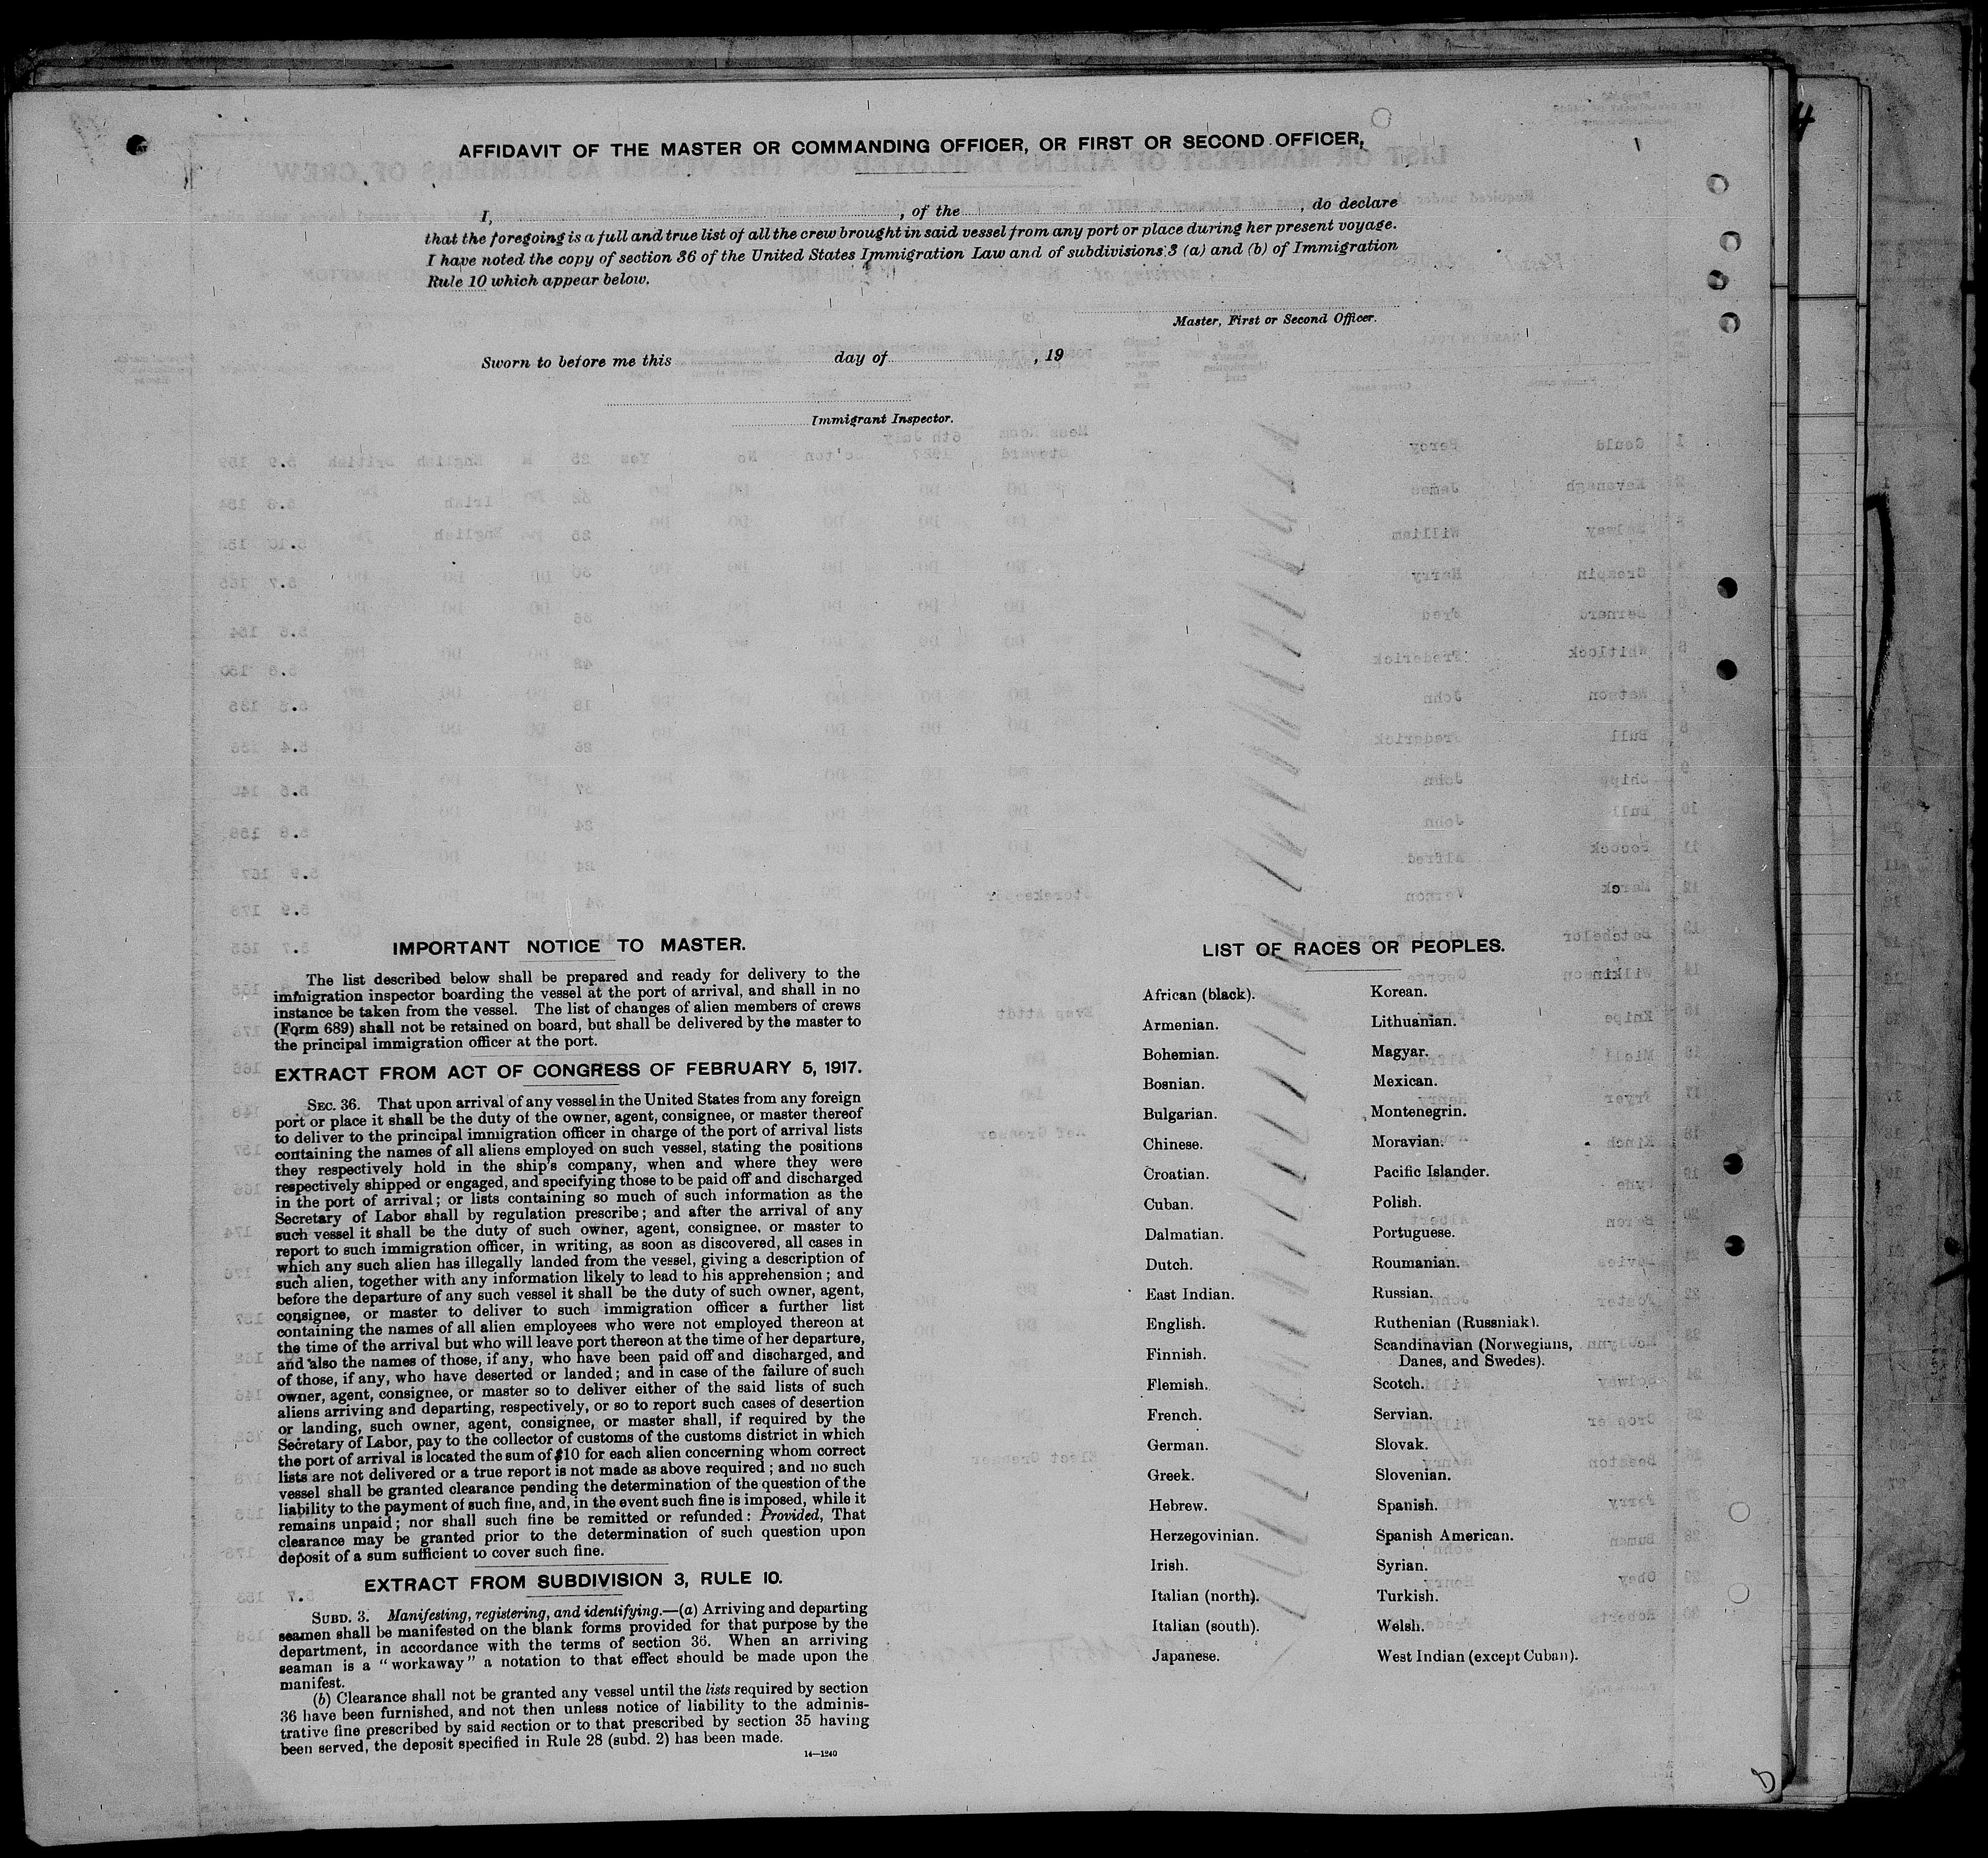 AFFIDAVIT OF THE MASTER OR COMMANDING OFFICER, OR FIRST OR SECOND OFFICER,
I, , of the , do declare
that the foregoing is a full and true list of all the crew brought in said vessel from any port or place during her present voyage.
I have noted the copy of section 36 of the United States Immigration Law and of subdivisions 3 (a) and (b) of Immigration
Rule 10 which appear below.
Master, First or Second Officer.
Sworn to before me this day of , 19
Immigrant Inspector.
IMPORTANT NOTICE TO MASTER.
The list described below shall be prepared and ready for delivery to the
immigration inspector boarding the vessel at the port of arrival, and shall in no
instance be taken from the vessel. The list of changes of alien members of crews
(Form 689) shall not be retained on board, but shall be delivered by the master to
the principal immigration officer at the port.
EXTRACT FROM ACT OF CONGRESS OF FEBRUARY 5, 1917.
SEC. 36. That upon arrival of any vessel in the United States from any foreign
port or place it shall be the duty of the owner, agent, consignee, or master thereof
to deliver to the principal immigration officer in charge of the port of arrival lists
containing the names of all aliens employed on such vessel, stating the positions
they respectively hold in the ship's company, when and where they were
respectively shipped or engaged, and specifying those to be paid off and discharged
in the port of arrival; or lists containing so much of such information as the
Secretary of Labor shall by regulation prescribe; and after the arrival of any
such vessel it shall be the duty of such owner, agent, consignee, or master to
report to such immigration officer, in writing, as soon as discovered, all cases in
which any such alien has illegally landed from the vessel, giving a description of
such alien, together with any information likely to lead to his apprehension; and
before the departure of any such vessel it shall be the duty of such owner, agent,
consignee, or master to deliver to such immigration officer a further list
containing the names of all alien employees who were not employed thereon at
the time of the arrival but who will leave port thereon at the time of her departure,
and also the names of those, if any, who have been paid off and discharged, and
of those, if any, who have deserted or landed; and in case of the failure of such
owner, agent, consignee, or master so to deliver either of the said lists of such
aliens arriving and departing, respectively, or so to report such cases of desertion
or landing, such owner, agent, consignee, or master shall, if required by the
Secretary of Labor, pay to the collector of customs of the customs district in which
the port of arrival is located the sum of $10 for each alien concerning whom correct
lists are not delivered or a true report is not made as above required; and no such
vessel shall be granted clearance pending the determination of the question of the
liability to the payment of such fine, and, in the event such fine is imposed, while it
remains unpaid; nor shall such fine be remitted or refunded: Provided, That
clearance may be granted prior to the determination of such question upon
deposit of a sum sufficient to cover such fine.
EXTRACT FROM SUBDIVISION 3, RULE 10.
SUBD. 3. Manifesting, registering, and identifying.—(a) Arriving and departing
seamen shall be manifested on the blank forms provided for that purpose by the
department, in accordance with the terms of section 36. When an arriving
seaman is a "workaway" a notation to that effect should be made upon the
manifest.
(b) Clearance shall not be granted any vessel until the lists required by section
36 have been furnished, and not then unless notice of liability to the adminis-
trative fine prescribed by said section or to that prescribed by section 35 having
been served, the deposit specified in Rule 28 (subd. 2) has been made.
14—1240
LIST OF RACES OR PEOPLES.
African (black).
Armenian.
Bohemian.
Bosnian.
Bulgarian.
Chinese.
Croatian.
Cuban.
Dalmatian.
Dutch.
East Indian.
English.
Finnish.
Flemish.
French.
German.
Greek.
Hebrew.
Herzegovinian.
Irish.
Italian (north).
Italian (south).
Japanese.
Korean.
Lithuanian.
Magyar.
Mexican.
Montenegrin.
Moravian.
Pacific Islander.
Polish.
Portuguese.
Roumanian.
Russian.
Ruthenian (Russniak).
Scandinavian (Norwegians,
Danes, and Swedes).
Scotch.
Servian.
Slovak.
Slovenian.
Spanish.
Spanish American.
Syrian.
Turkish.
Welsh.
West Indian (except Cuban).